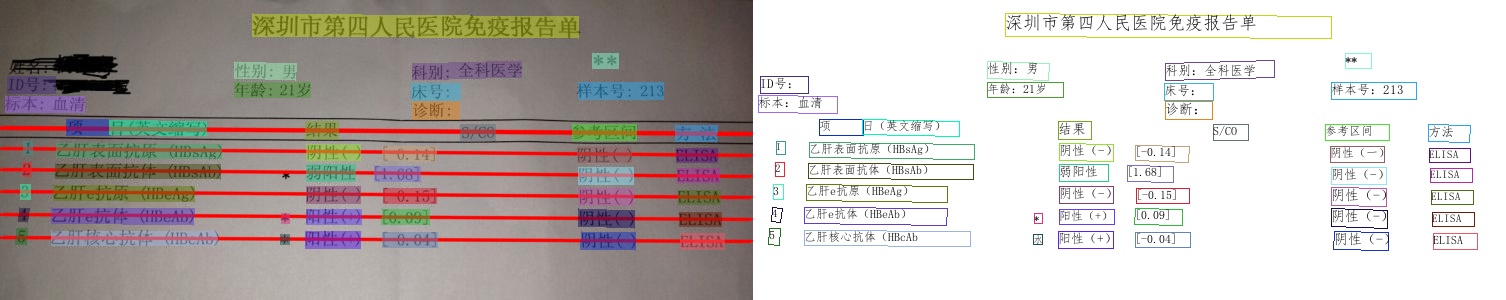 深圳市第四人民医院免疫报告单
姓名: 性别: 男 科别: 全科医学 **
ID号: 年龄: 21岁 床号: 样本号: 213
标本: 血清 诊断:
项 目(英文缩写) 结果 S/CO 参考区间 方 法
1 乙肝表面抗原 (HBsAg) 阴性(-) [-0.14] 阴性(-) ELISA
2 乙肝表面抗体 (HBsAb) * 弱阳性 [1.68] 阴性(-) ELISA
3 乙肝e抗原 (HBeAg) 阴性(-) [-0.15] 阴性(-) ELISA
4 乙肝e抗体 (HBeAb) * 阳性(+) [0.09] 阴性(-) ELISA
5 乙肝核心抗体 (HBcAb) * 阳性(+) [-0.04] 阴性(-) ELISA
深圳市第四人民医院免疫报告单
性别: 男 科别: 全科医学 **
ID号: 年龄: 21岁 床号: 样本号: 213
标本: 血清 诊断:
项 目(英文缩写) 结果 S/CO 参考区间 方法
1 乙肝表面抗原 (HBsAg) 阴性 (-) [-0.14] 阴性 (一) ELISA
2 乙肝表面抗体 (HBsAb) 弱阳性 [1.68] 阴性 (-) ELISA
3 乙肝e抗原 (HBeAg) 阴性 (-) [-0.15] 阴性 (-) ELISA
4 乙肝e抗体 (HBeAb) * 阳性 (+) [0.09] 阴性 (-) ELISA
5 乙肝核心抗体 (HBcAb 阳性 (+) [-0.04] 阴性 (-) ELISA